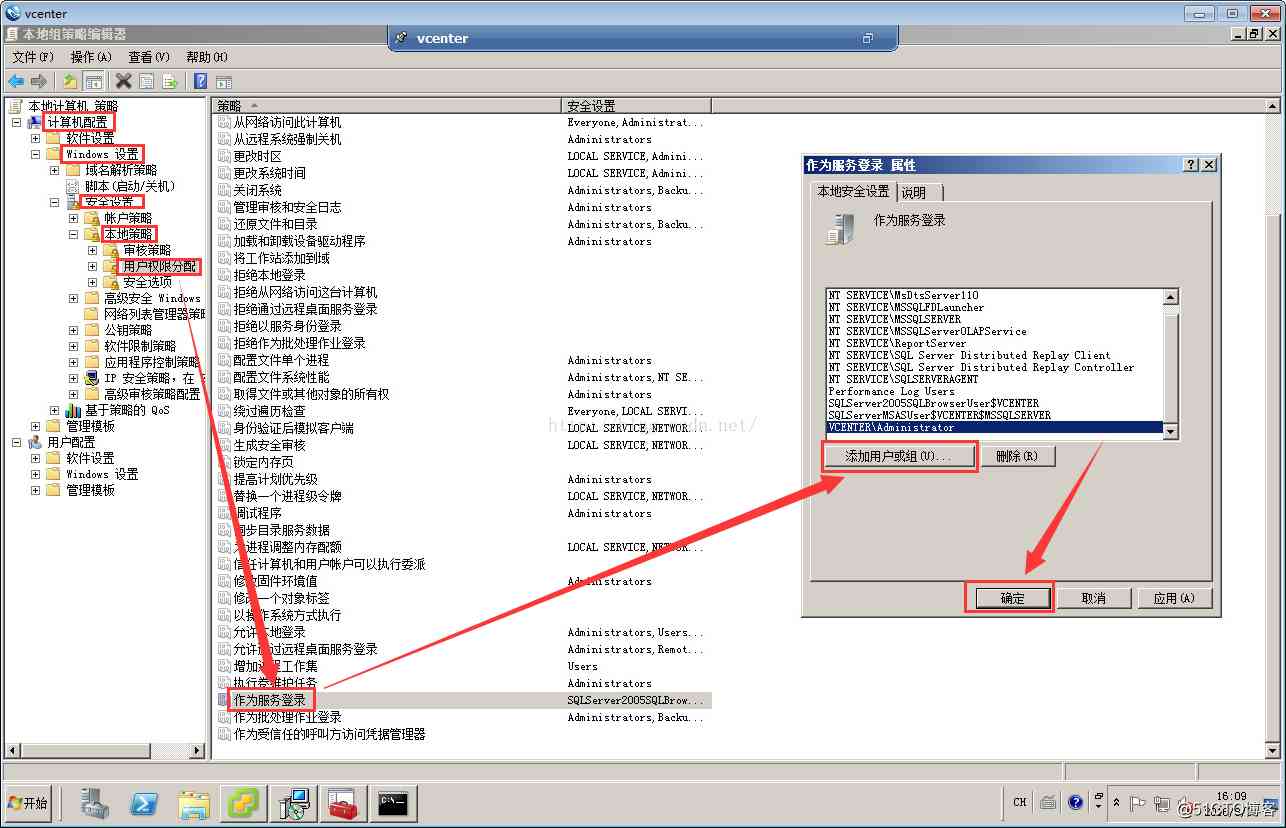 vcenter
本地组策略编辑器
vcenter
文件(F) 操作(A) 查看(V) 帮助(H)
本地计算机 策略
计算机配置
软件设置
Windows 设置
域名解析策略
脚本(启动/关机)
安全设置
帐户策略
本地策略
审核策略
用户权限分配
安全选项
高级安全 Windows
网络列表管理器策略
公钥策略
软件限制策略
应用程序控制策略
IP 安全策略，在
高级审核策略配置
基于策略的 QoS
管理模板
用户配置
软件设置
Windows 设置
管理模板
策略 安全设置
从网络访问此计算机 Everyone, Administrat...
从远程系统强制关机 Administrators
更改时区 LOCAL SERVICE, Admini...
更改系统时间 LOCAL SERVICE, Admini...
关闭系统 Administrators, Backu...
管理审核和安全日志 Administrators
还原文件和目录 Administrators, Backu...
加载和卸载设备驱动程序 Administrators
将工作站添加到域
拒绝本地登录
拒绝从网络访问这台计算机
拒绝通过远程桌面服务登录
拒绝以服务身份登录
拒绝作为批处理作业登录
配置文件单个进程 Administrators
配置文件系统性能 Administrators, NT SE...
取得文件或其他对象的所有权 Administrators
绕过遍历检查 Everyone, LOCAL SERVI...
身份验证后模拟客户端 LOCAL SERVICE, NETWOR...
生成安全审核 LOCAL SERVICE, NETWOR...
锁定内存页
提高计划优先级 Administrators
替换一个进程级令牌 LOCAL SERVICE, NETWOR...
调试程序 Administrators
同步目录服务数据
为进程调整内存配额 LOCAL SERVICE, NETWOR...
信任计算机和用户帐户可以执行委派
修改固件环境值 Administrators
修改一个对象标签
以操作系统方式执行
允许本地登录 Administrators, Users...
允许通过远程桌面服务登录 Administrators, Remot...
增加进程工作集 Users
执行卷维护任务 Administrators
作为服务登录 SQLServer2005SQLBrow...
作为批处理作业登录 Administrators, Backu...
作为受信任的呼叫方访问凭据管理器
作为服务登录 属性
本地安全设置 说明
作为服务登录
NT SERVICE\MsDtsServer110
NT SERVICE\MSSQLFDLauncher
NT SERVICE\MSSQLSERVER
NT SERVICE\MSSQLServerOLAPService
NT SERVICE\ReportServer
NT SERVICE\SQL Server Distributed Replay Client
NT SERVICE\SQL Server Distributed Replay Controller
NT SERVICE\SQLSERVERAGENT
Performance Log Users
SQLServer2005SQLBrowserUser$VCENTER
SQLServerMSASUser$VCENTER$MSSQLSERVER
VCENTER\Administrator
添加用户或组(U)... 删除(R)
确定 取消 应用(A)
开始
C:\
CH
16:09
@51CTO博客